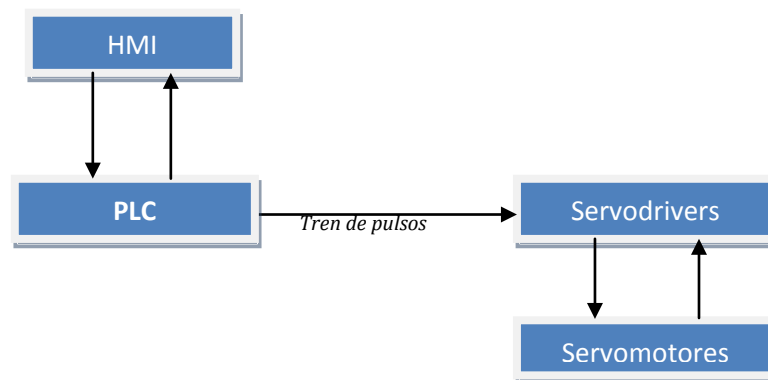 HMI
PLC
Tren de pulsos
Servodrivers
Servomotores